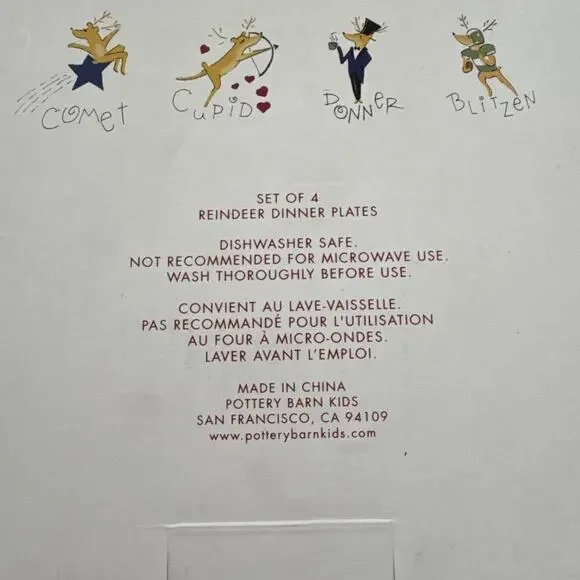 COMET CUPID DONNER BLITZEN
SET OF 4
REINDEER DINNER PLATES
DISHWASHER SAFE.
NOT RECOMMENDED FOR MICROWAVE USE.
WASH THOROUGHLY BEFORE USE.
CONVIENT AU LAVE-VAISSELLE.
PAS RECOMMANDÉ POUR L'UTILISATION
AU FOUR À MICRO-ONDES.
LAVER AVANT L'EMPLOI.
MADE IN CHINA
POTTERY BARN KIDS
SAN FRANCISCO, CA 94109
www.potterybarnkids.com